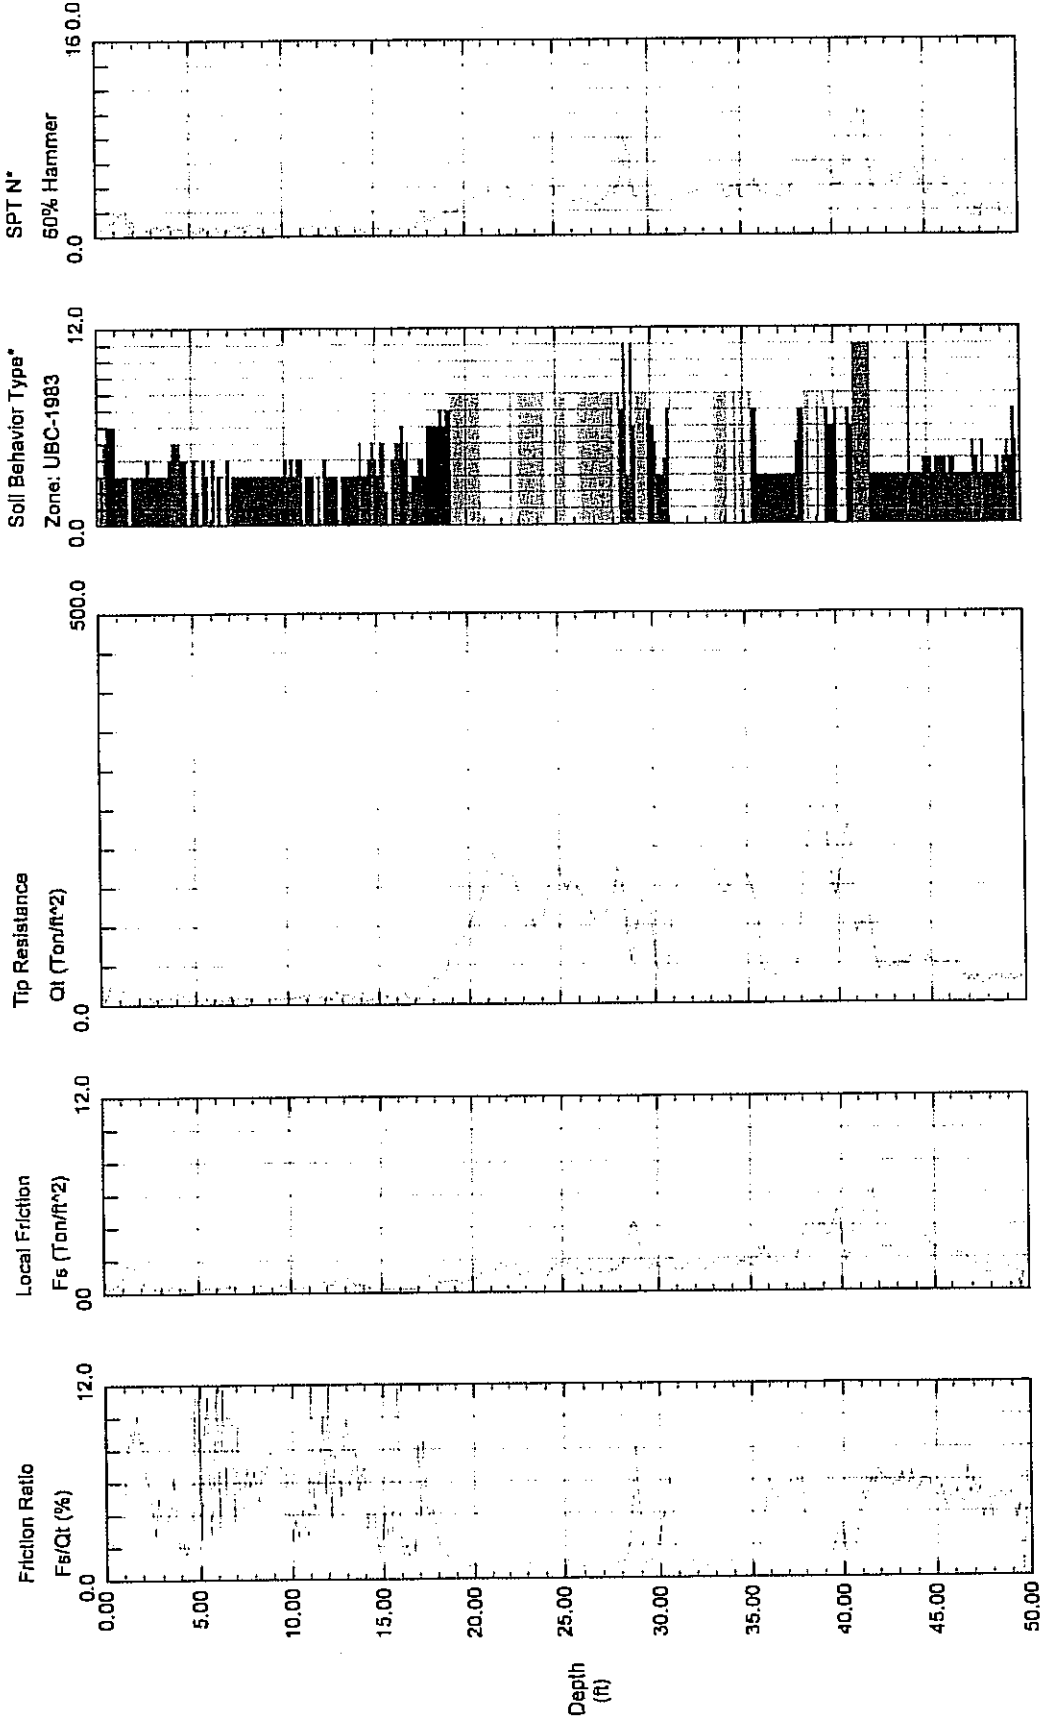 Friction Ratio
Fs/Qt (%)
0.0
12.0
Local Friction
Fs (Ton/ft^2)
00
12.0
Tip Resistance
Qt (Ton/ft^2)
0.0
500.0
Soil Behavior Type*
Zone: UBC-1983
0.0
12.0
SPT N*
60% Hammer
0.0
16 0.0
Depth
(ft)
0.00
5.00
10.00
15.00
20.00
25.00
30.00
35.00
40.00
45.00
50.00